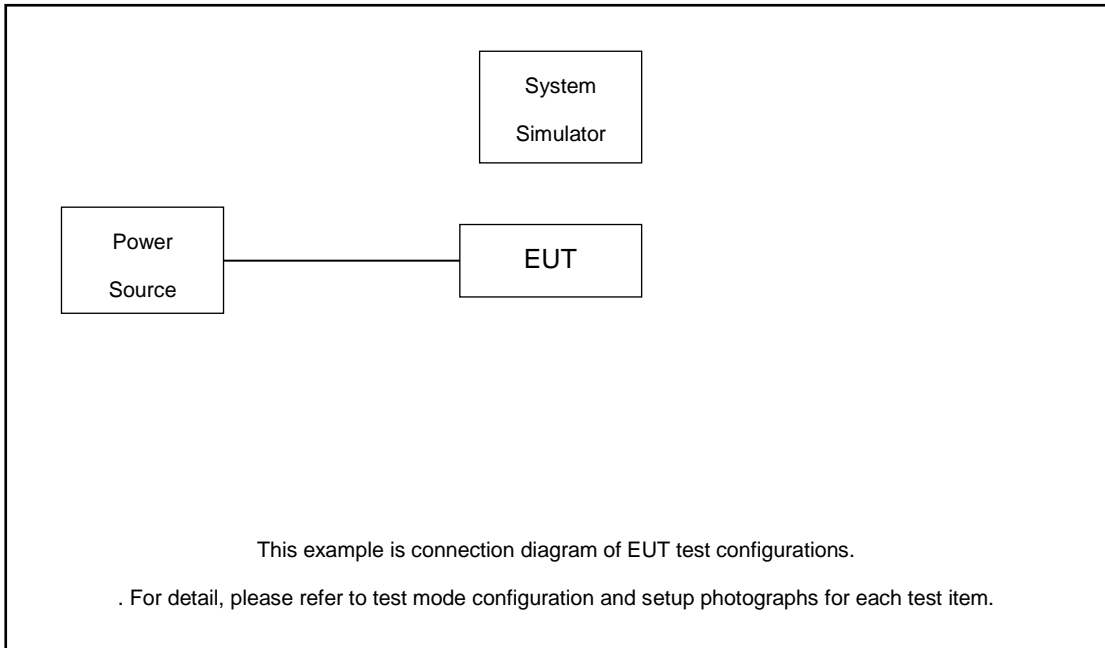 System
Simulator
Power
Source
EUT
This example is connection diagram of EUT test configurations.
. For detail, please refer to test mode configuration and setup photographs for each test item.